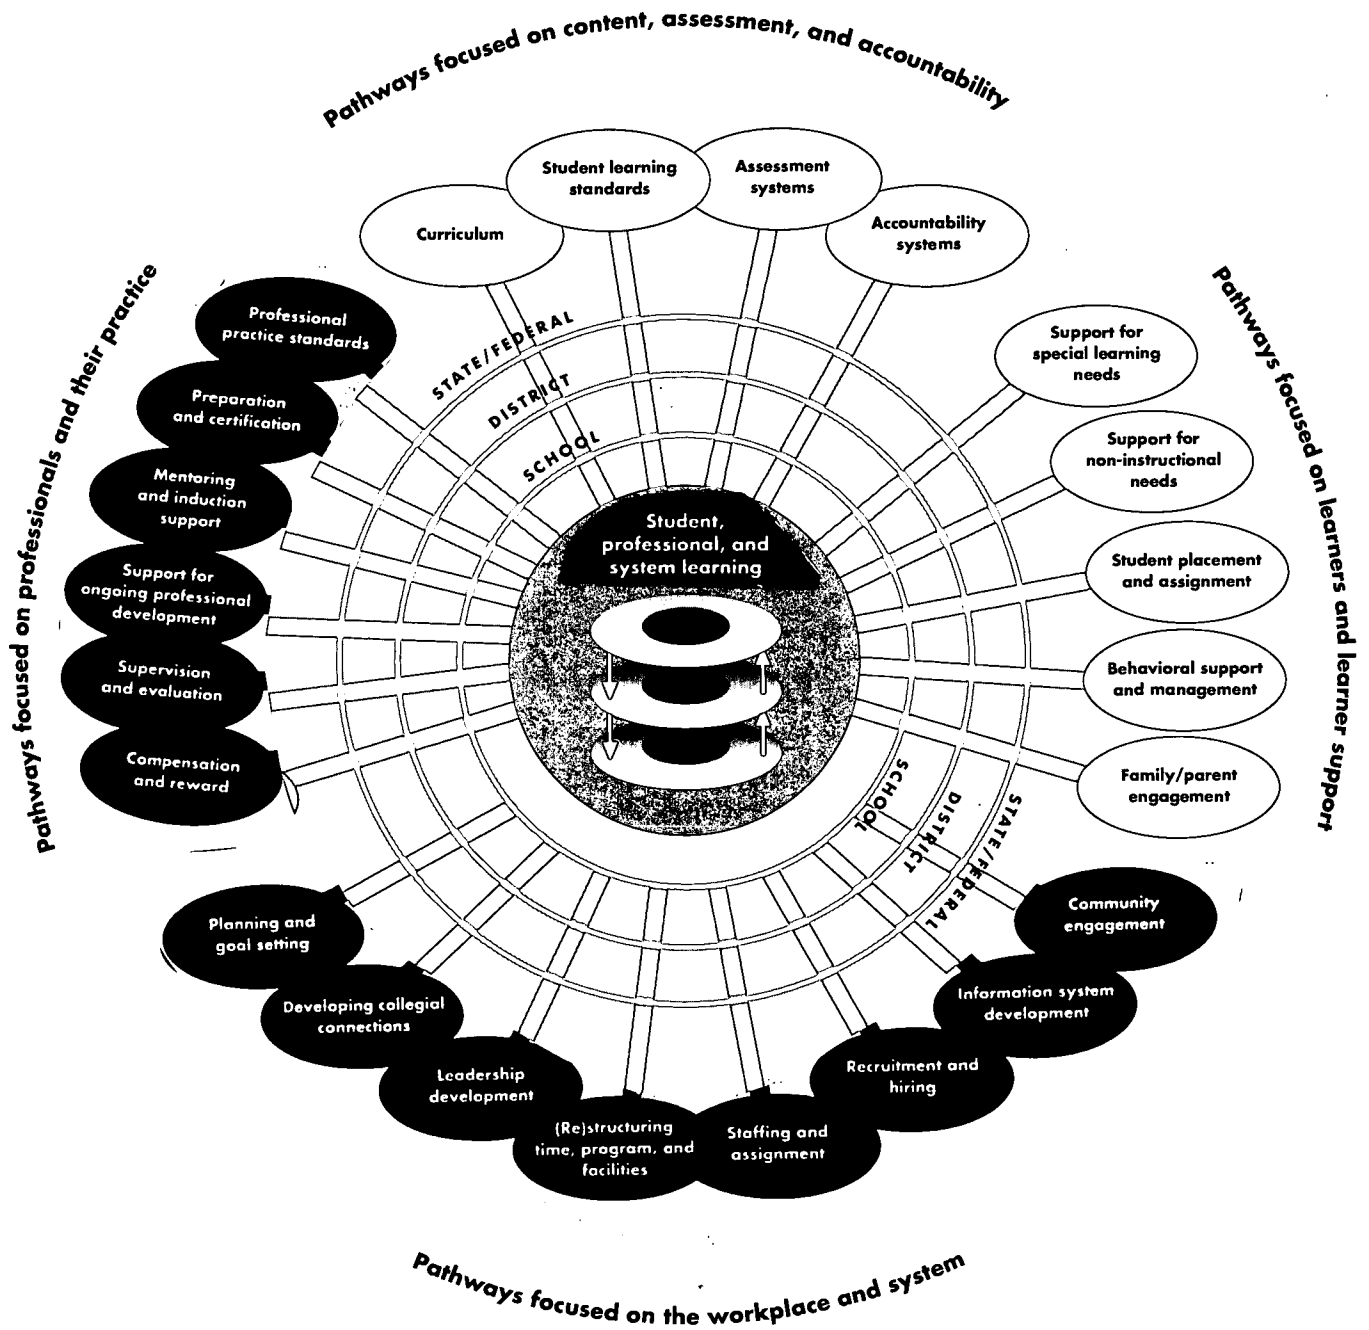 Pathways focused on content, assessment, and accountability
Student learning
standards
Assessment
systems
Curriculum
Accountability
systems
Pathways focused on professionals and their practice
Professional
practice standards
Preparation
and certification
Mentoring
and induction
support
Support for
ongoing professional
development
Supervision
and evaluation
Compensation
and reward
STATE/FEDERAL
DISTRICT
SCHOOL
Student,
professional, and
system learning
Pathways focused on learners and learner support
Support for
special learning
needs
Support for
non-instructional
needs
Student placement
and assignment
Behavioral support
and management
Family/parent
engagement
SCHOOL
DISTRICT
STATE/FEDERAL
Planning and
goal setting
Developing collegial
connections
Leadership
development
(Re)structuring
time, program, and
facilities
Staffing and
assignment
Recruitment and
hiring
Information system
development
Community
engagement
Pathways focused on the workplace and system